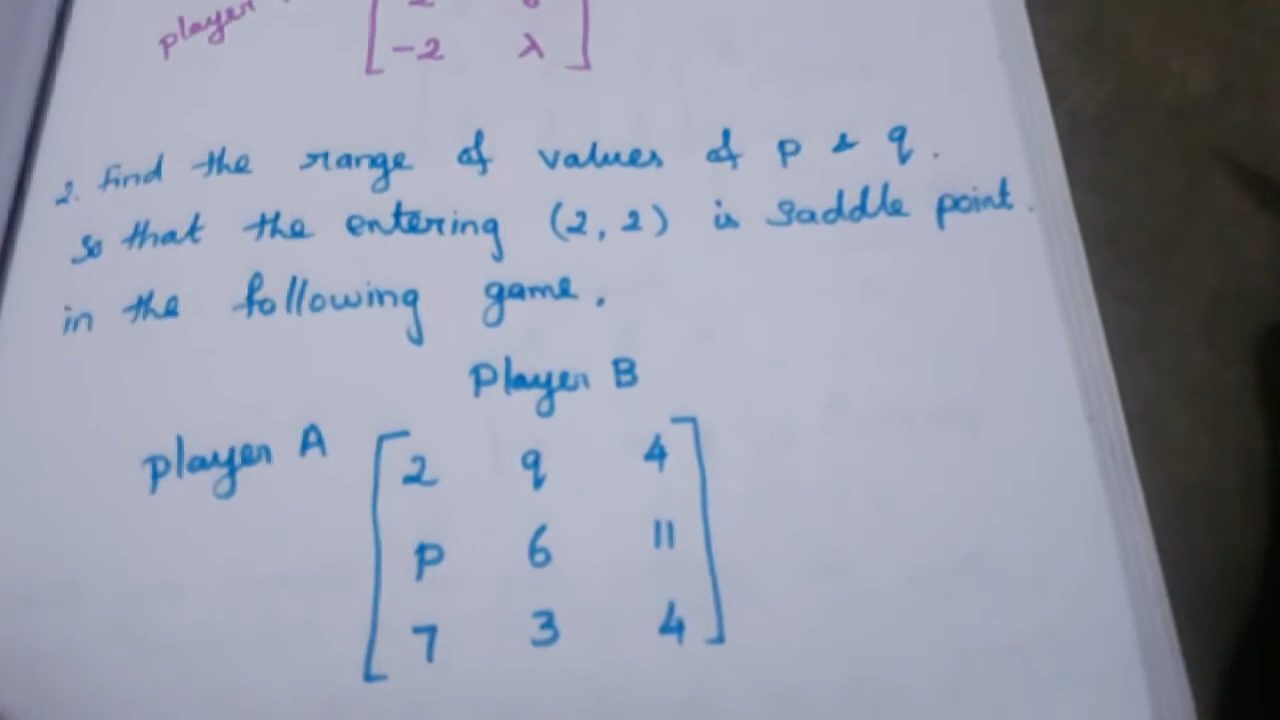 player
-2 λ
2. Find the range of values of p & q.
so that the entering (2, 2) is saddle point.
in the following game.
player B
player A
2 q 4
p 6 11
7 3 4